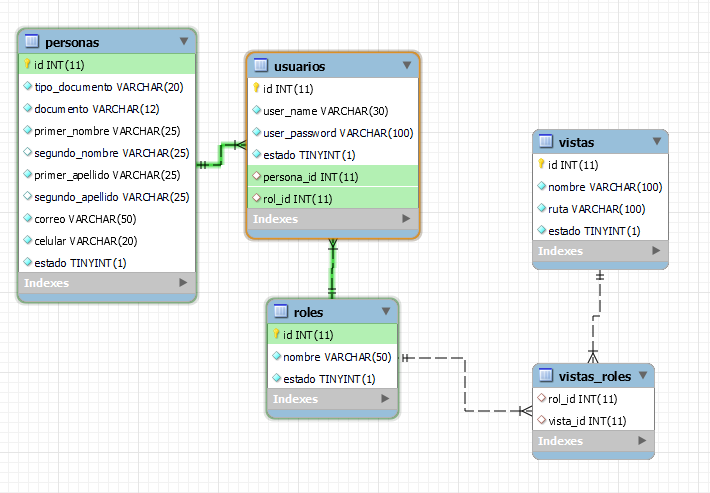 personas
id INT(11)
tipo_documento VARCHAR(20)
documento VARCHAR(12)
primer_nombre VARCHAR(25)
segundo_nombre VARCHAR(25)
primer_apellido VARCHAR(25)
segundo_apellido VARCHAR(25)
correo VARCHAR(50)
celular VARCHAR(20)
estado TINYINT(1)
Indexes
usuarios
id INT(11)
user_name VARCHAR(30)
user_password VARCHAR(100)
estado TINYINT(1)
persona_id INT(11)
rol_id INT(11)
Indexes
roles
id INT(11)
nombre VARCHAR(50)
estado TINYINT(1)
Indexes
vistas
id INT(11)
nombre VARCHAR(100)
ruta VARCHAR(100)
estado TINYINT(1)
Indexes
vistas_roles
rol_id INT(11)
vista_id INT(11)
Indexes